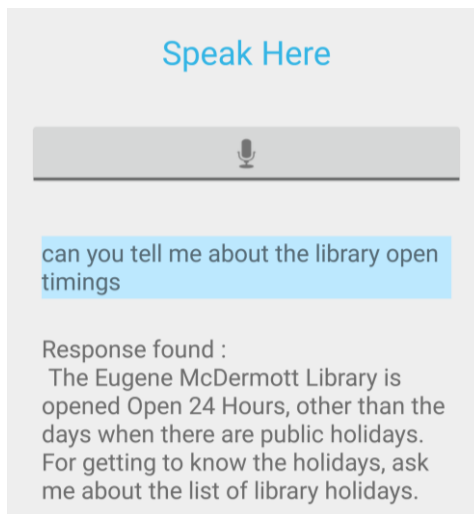 Speak Here
can you tell me about the library open
timings
Response found :
The Eugene McDermott Library is
opened Open 24 Hours, other than the
days when there are public holidays.
For getting to know the holidays, ask
me about the list of library holidays.